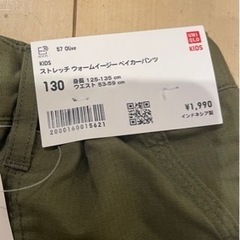 57 Olive
UNI
QLO
KIDS
KIDS
ストレッチ ウォームイージー ベイカーパンツ
130
身長 125-135 cm
ウエスト 53-59 cm
¥1,990
インドネシア製
2000160015621